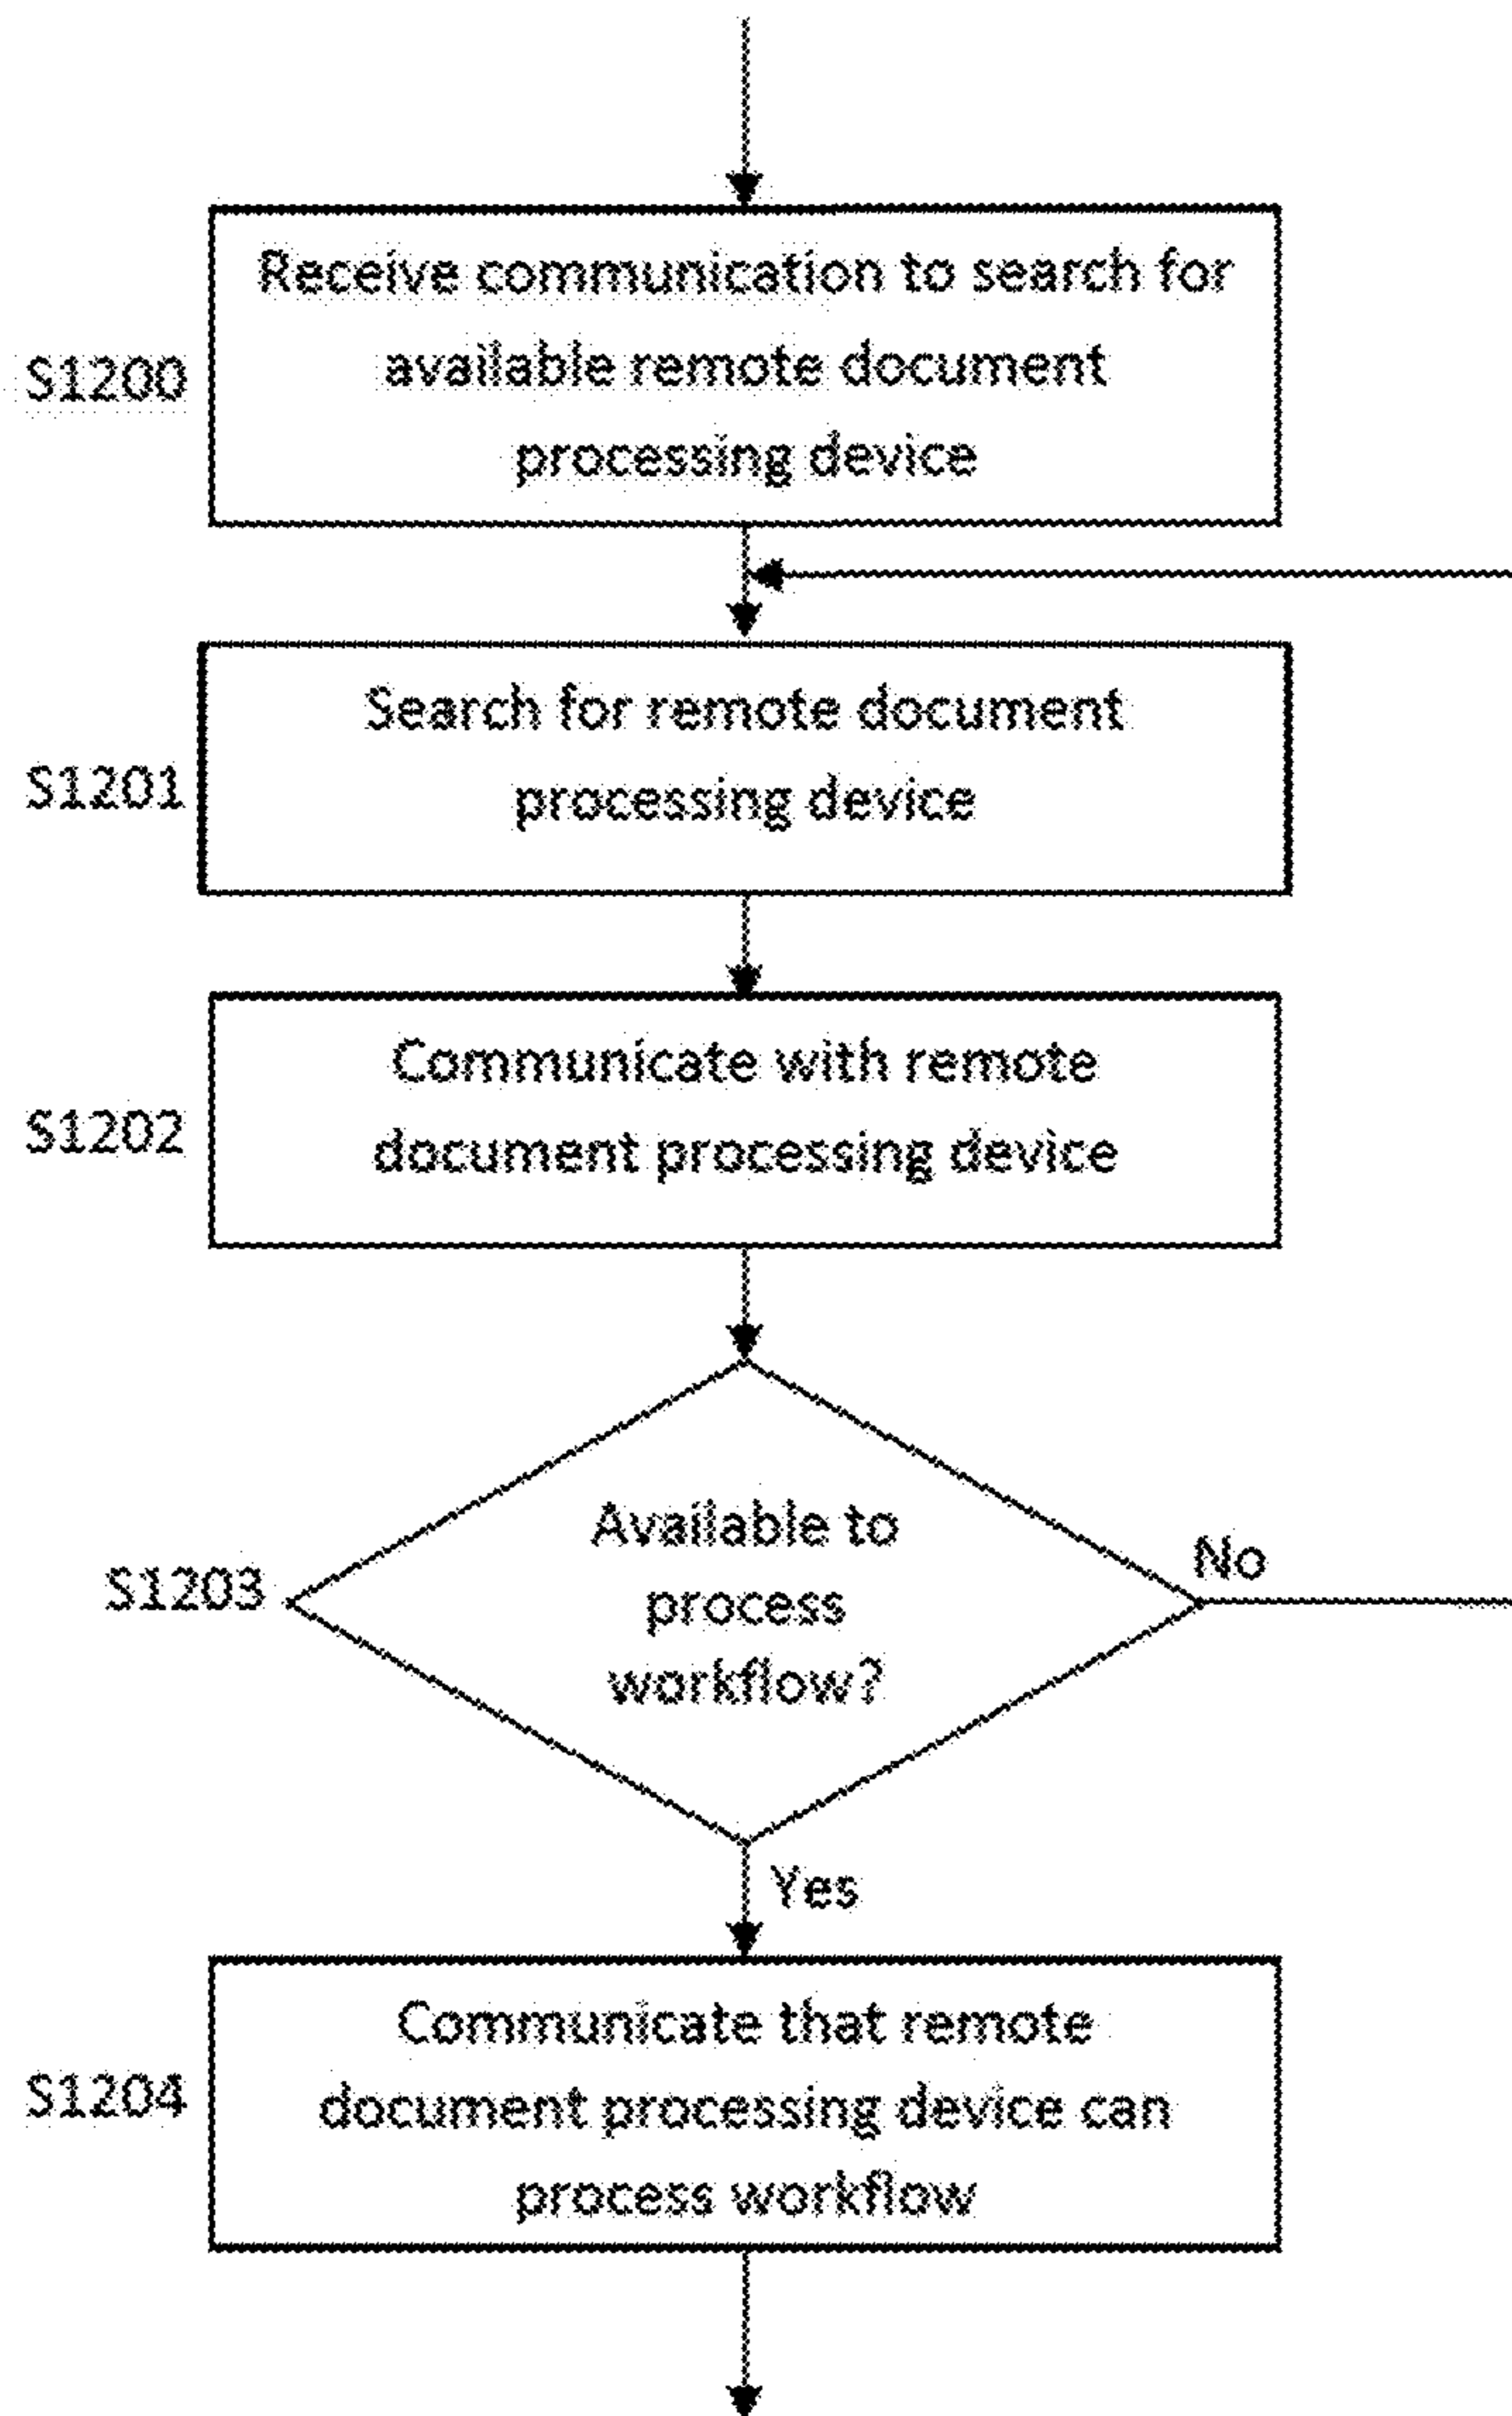 Receive communication to search for
available remote document
processing device
S1200
Search for remote document
processing device
S1201
Communicate with remote
document processing device
S1202
Available to
process
workflow?
S1203
No
Yes
Communicate that remote
document processing device can
process workflow
S1204